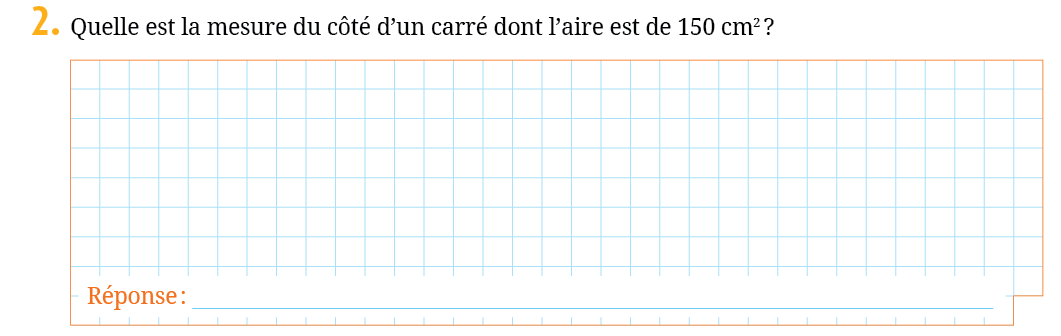 2. Quelle est la mesure du côté d’un carré dont l’aire est de 150 cm² ?
Réponse :